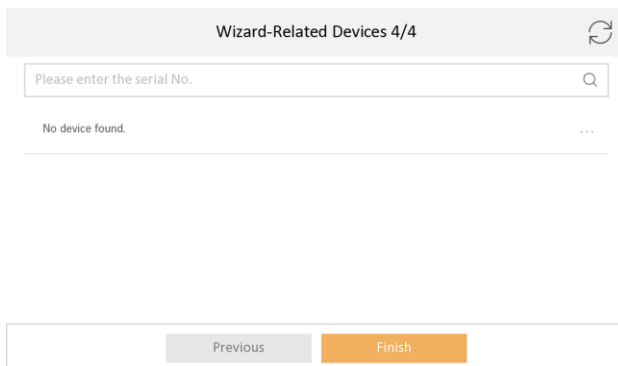 Wizard-Related Devices 4/4
Please enter the serial No.
No device found.
...
Previous
Finish